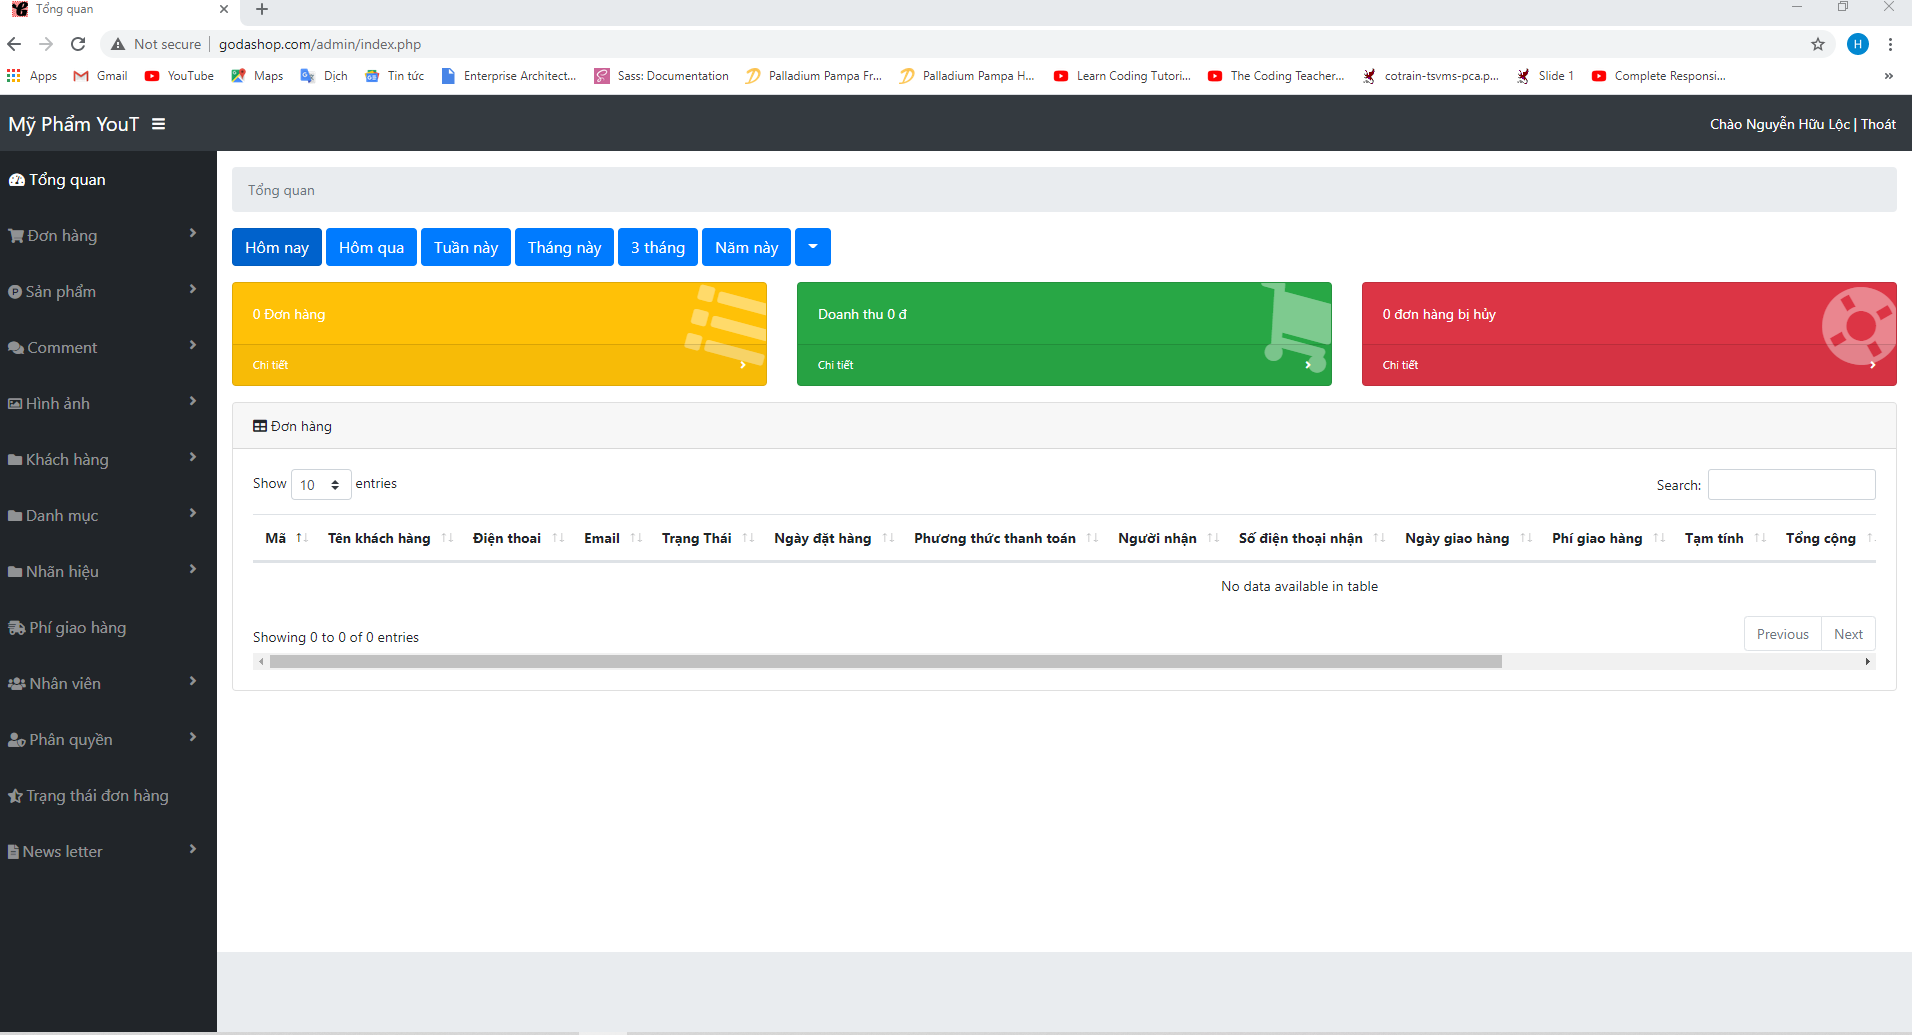 Tổng quan
Not secure | godashop.com/admin/index.php
H
Apps Gmail YouTube Maps Dịch Tin tức Enterprise Architect... Sass: Documentation Palladium Pampa Fr... Palladium Pampa H... Learn Coding Tutori... The Coding Teacher... cotrain-tsvms-pca.p... Slide 1 Complete Responsi... »
Mỹ Phẩm YouT
Chào Nguyễn Hữu Lộc | Thoát
Tổng quan
Đơn hàng
Sản phẩm
Comment
Hình ảnh
Khách hàng
Danh mục
Nhãn hiệu
Phí giao hàng
Nhân viên
Phân quyền
Trạng thái đơn hàng
News letter
Tổng quan
Hôm nay Hôm qua Tuần này Tháng này 3 tháng Năm này
0 Đơn hàng
Chi tiết
Doanh thu 0 đ
Chi tiết
0 đơn hàng bị hủy
Chi tiết
Đơn hàng
Show 10 entries
Search:
Mã Tên khách hàng Điện thoai Email Trạng Thái Ngày đặt hàng Phương thức thanh toán Người nhận Số điện thoại nhận Ngày giao hàng Phí giao hàng Tạm tính Tổng cộng
No data available in table
Showing 0 to 0 of 0 entries
Previous Next